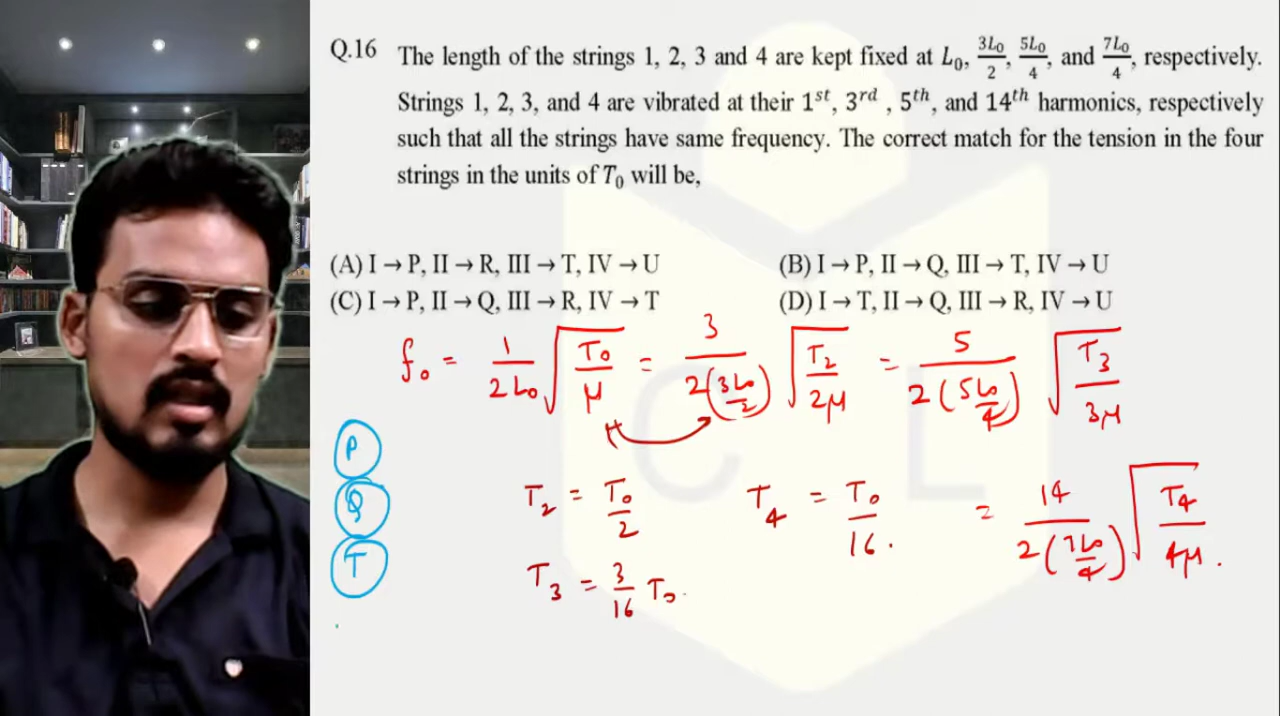 Q.16 The length of the strings 1, 2, 3 and 4 are kept fixed at L₀, 3L₀/2, 5L₀/4, and 7L₀/4, respectively.
Strings 1, 2, 3, and 4 are vibrated at their 1ˢᵗ, 3ʳᵈ , 5ᵗʰ, and 14ᵗʰ harmonics, respectively
such that all the strings have same frequency. The correct match for the tension in the four
strings in the units of T₀ will be,
(A) I → P, II → R, III → T, IV → U (B) I → P, II → Q, III → T, IV → U
(C) I → P, II → Q, III → R, IV → T (D) I → T, II → Q, III → R, IV → U
f₀ = 1/2L₀ √(T₀/μ) = 3/2(3L₀/2) √(T₂/2μ) = 5/2(5L₀/4) √(T₃/3μ)
P
Q
T
T₂ = T₀/2 T₄ = T₀/16. = 14/2(7L₀/4) √(T₄/4μ).
T₃ = 3/16 T₀.
C L